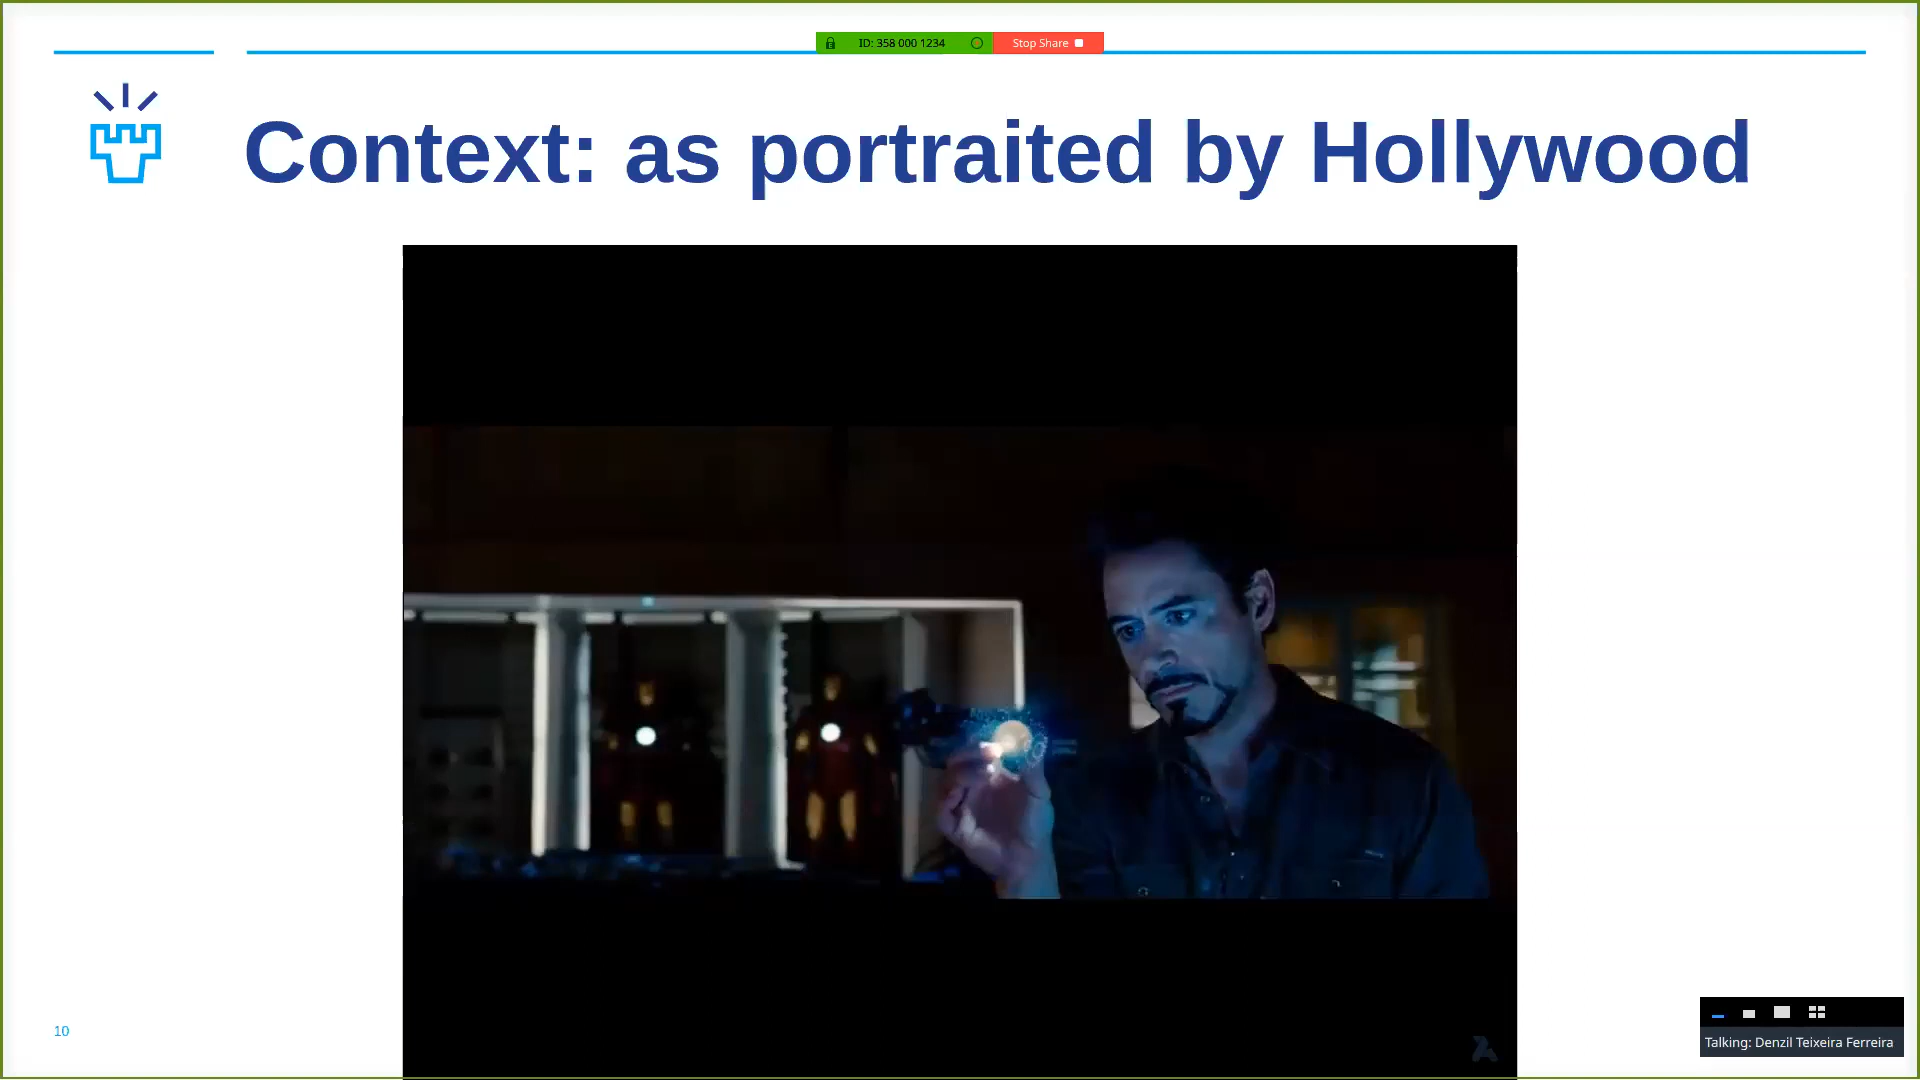 ID: 358 000 1234
Stop Share
Context: as portraited by Hollywood
10
Talking: Denzil Teixeira Ferreira